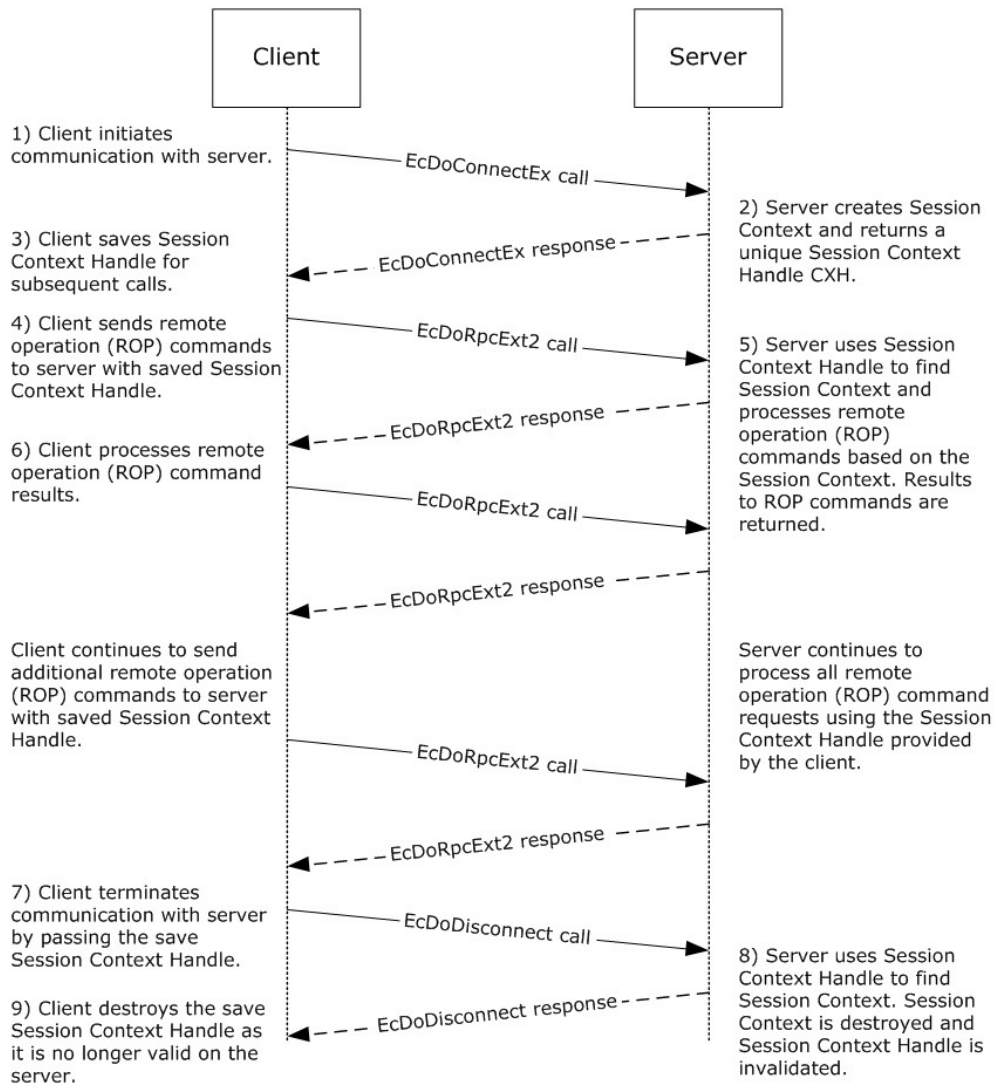 Client
Server
1) Client initiates
communication with server.
EcDoConnectEx call
2) Server creates Session
Context and returns a
unique Session Context
Handle CXH.
EcDoConnectEx response
3) Client saves Session
Context Handle for
subsequent calls.
4) Client sends remote
operation (ROP) commands
to server with saved Session
Context Handle.
EcDoRpcExt2 call
5) Server uses Session
Context Handle to find
Session Context and
processes remote
operation (ROP)
commands based on the
Session Context. Results
to ROP commands are
returned.
EcDoRpcExt2 response
6) Client processes remote
operation (ROP) command
results.
EcDoRpcExt2 call
EcDoRpcExt2 response
Client continues to send
additional remote operation
(ROP) commands to server
with saved Session Context
Handle.
Server continues to
process all remote
operation (ROP) command
requests using the Session
Context Handle provided
by the client.
EcDoRpcExt2 call
EcDoRpcExt2 response
7) Client terminates
communication with server
by passing the save
Session Context Handle.
EcDoDisconnect call
8) Server uses Session
Context Handle to find
Session Context. Session
Context is destroyed and
Session Context Handle is
invalidated.
EcDoDisconnect response
9) Client destroys the save
Session Context Handle as
it is no longer valid on the
server.